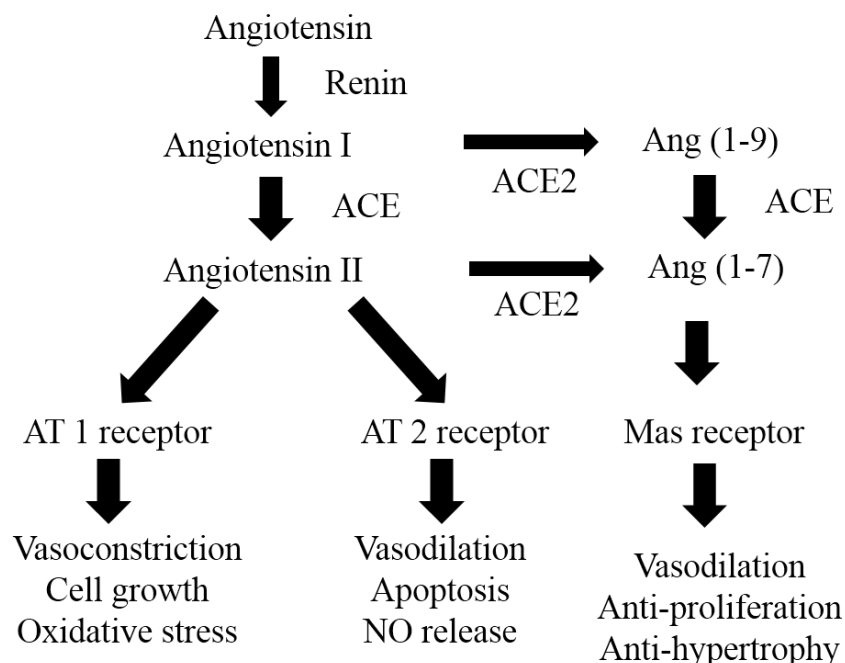 Angiotensin
Renin
Angiotensin I
ACE2
Ang (1-9)
ACE
ACE
Angiotensin II
ACE2
Ang (1-7)
AT 1 receptor
AT 2 receptor
Mas receptor
Vasoconstriction
Cell growth
Oxidative stress
Vasodilation
Apoptosis
NO release
Vasodilation
Anti-proliferation
Anti-hypertrophy